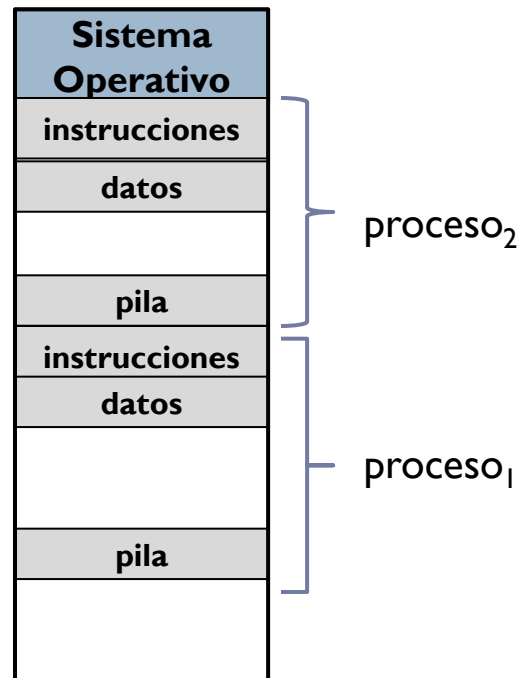 Sistema
Operativo
instrucciones
datos
proceso₂
pila
instrucciones
datos
proceso₁
pila